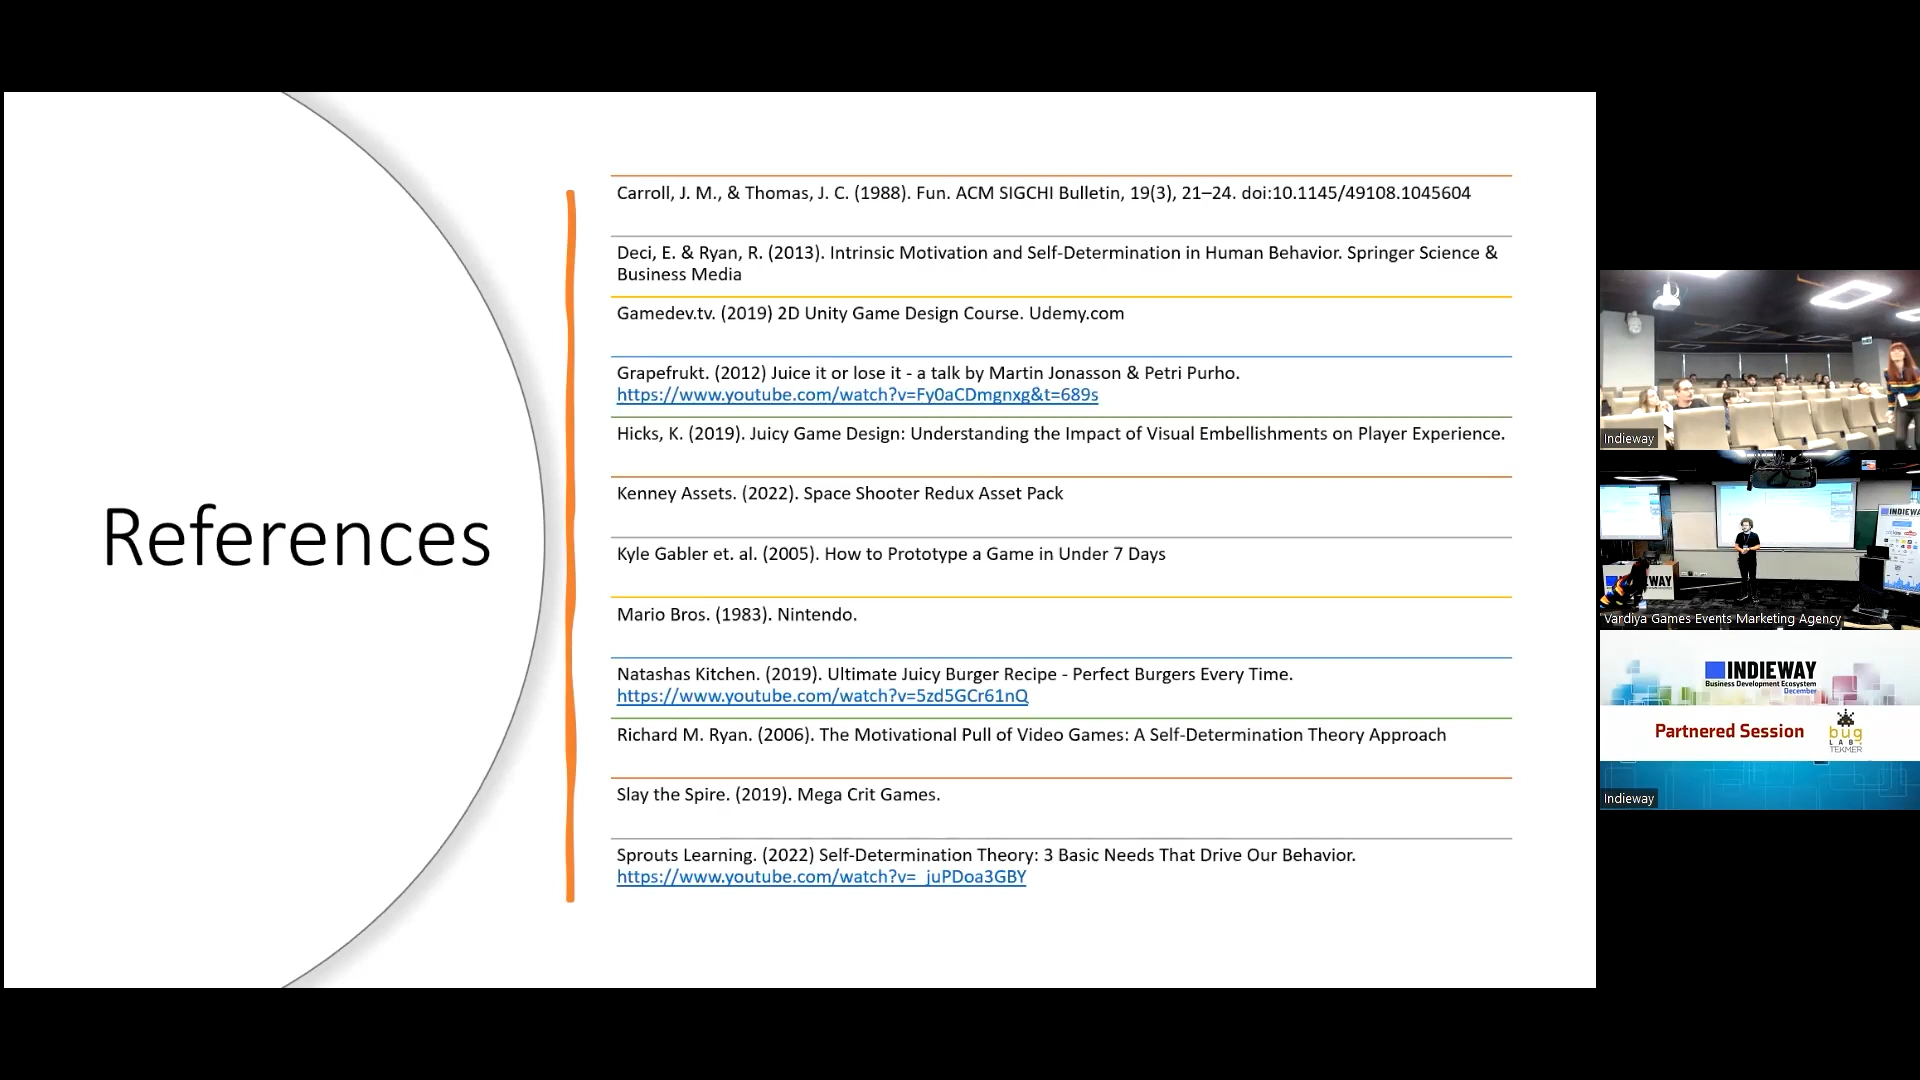 References
Carroll, J. M., & Thomas, J. C. (1988). Fun. ACM SIGCHI Bulletin, 19(3), 21–24. doi:10.1145/49108.1045604
Deci, E. & Ryan, R. (2013). Intrinsic Motivation and Self-Determination in Human Behavior. Springer Science &
Business Media
Gamedev.tv. (2019) 2D Unity Game Design Course. Udemy.com
Grapefrukt. (2012) Juice it or lose it - a talk by Martin Jonasson & Petri Purho.
https://www.youtube.com/watch?v=Fy0aCDmgnxg&t=689s
Hicks, K. (2019). Juicy Game Design: Understanding the Impact of Visual Embellishments on Player Experience.
Kenney Assets. (2022). Space Shooter Redux Asset Pack
Kyle Gabler et. al. (2005). How to Prototype a Game in Under 7 Days
Mario Bros. (1983). Nintendo.
Natashas Kitchen. (2019). Ultimate Juicy Burger Recipe - Perfect Burgers Every Time.
https://www.youtube.com/watch?v=5zd5GCr61nQ
Richard M. Ryan. (2006). The Motivational Pull of Video Games: A Self-Determination Theory Approach
Slay the Spire. (2019). Mega Crit Games.
Sprouts Learning. (2022) Self-Determination Theory: 3 Basic Needs That Drive Our Behavior.
https://www.youtube.com/watch?v=_juPDoa3GBY
Indieway
INDIEWAY
Vardiya Games Events Marketing Agency
INDIEWAY
Business Development Ecosystem
December
Partnered Session
bug
LAB
TEKMER
Indieway